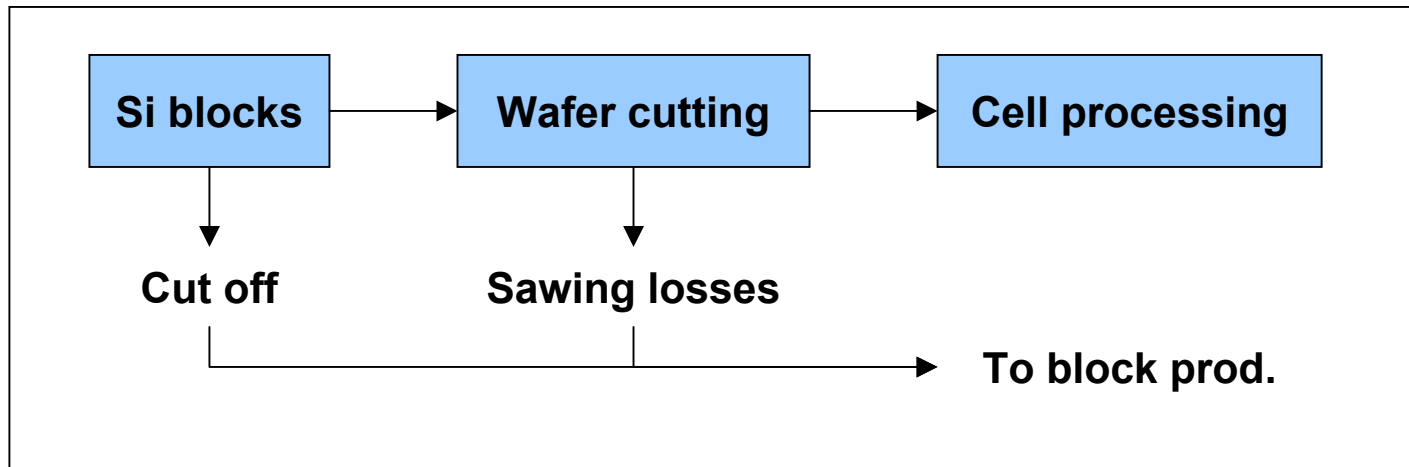 Si blocks
Wafer cutting
Cell processing
Cut off
Sawing losses
To block prod.